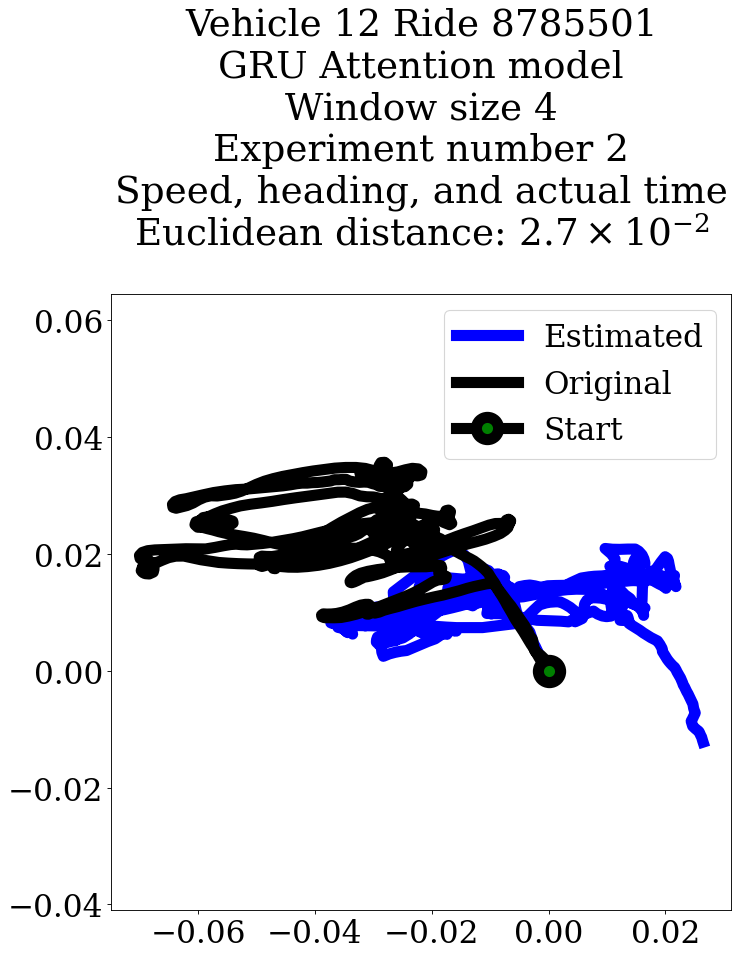 Vehicle 12 Ride 8785501
GRU Attention model
Window size 4
Experiment number 2
Speed, heading, and actual time
Euclidean distance: 2.7 × 10⁻²
Estimated
Original
Start
0.06
0.04
0.02
0.00
−0.02
−0.04
−0.06 −0.04 −0.02 0.00 0.02